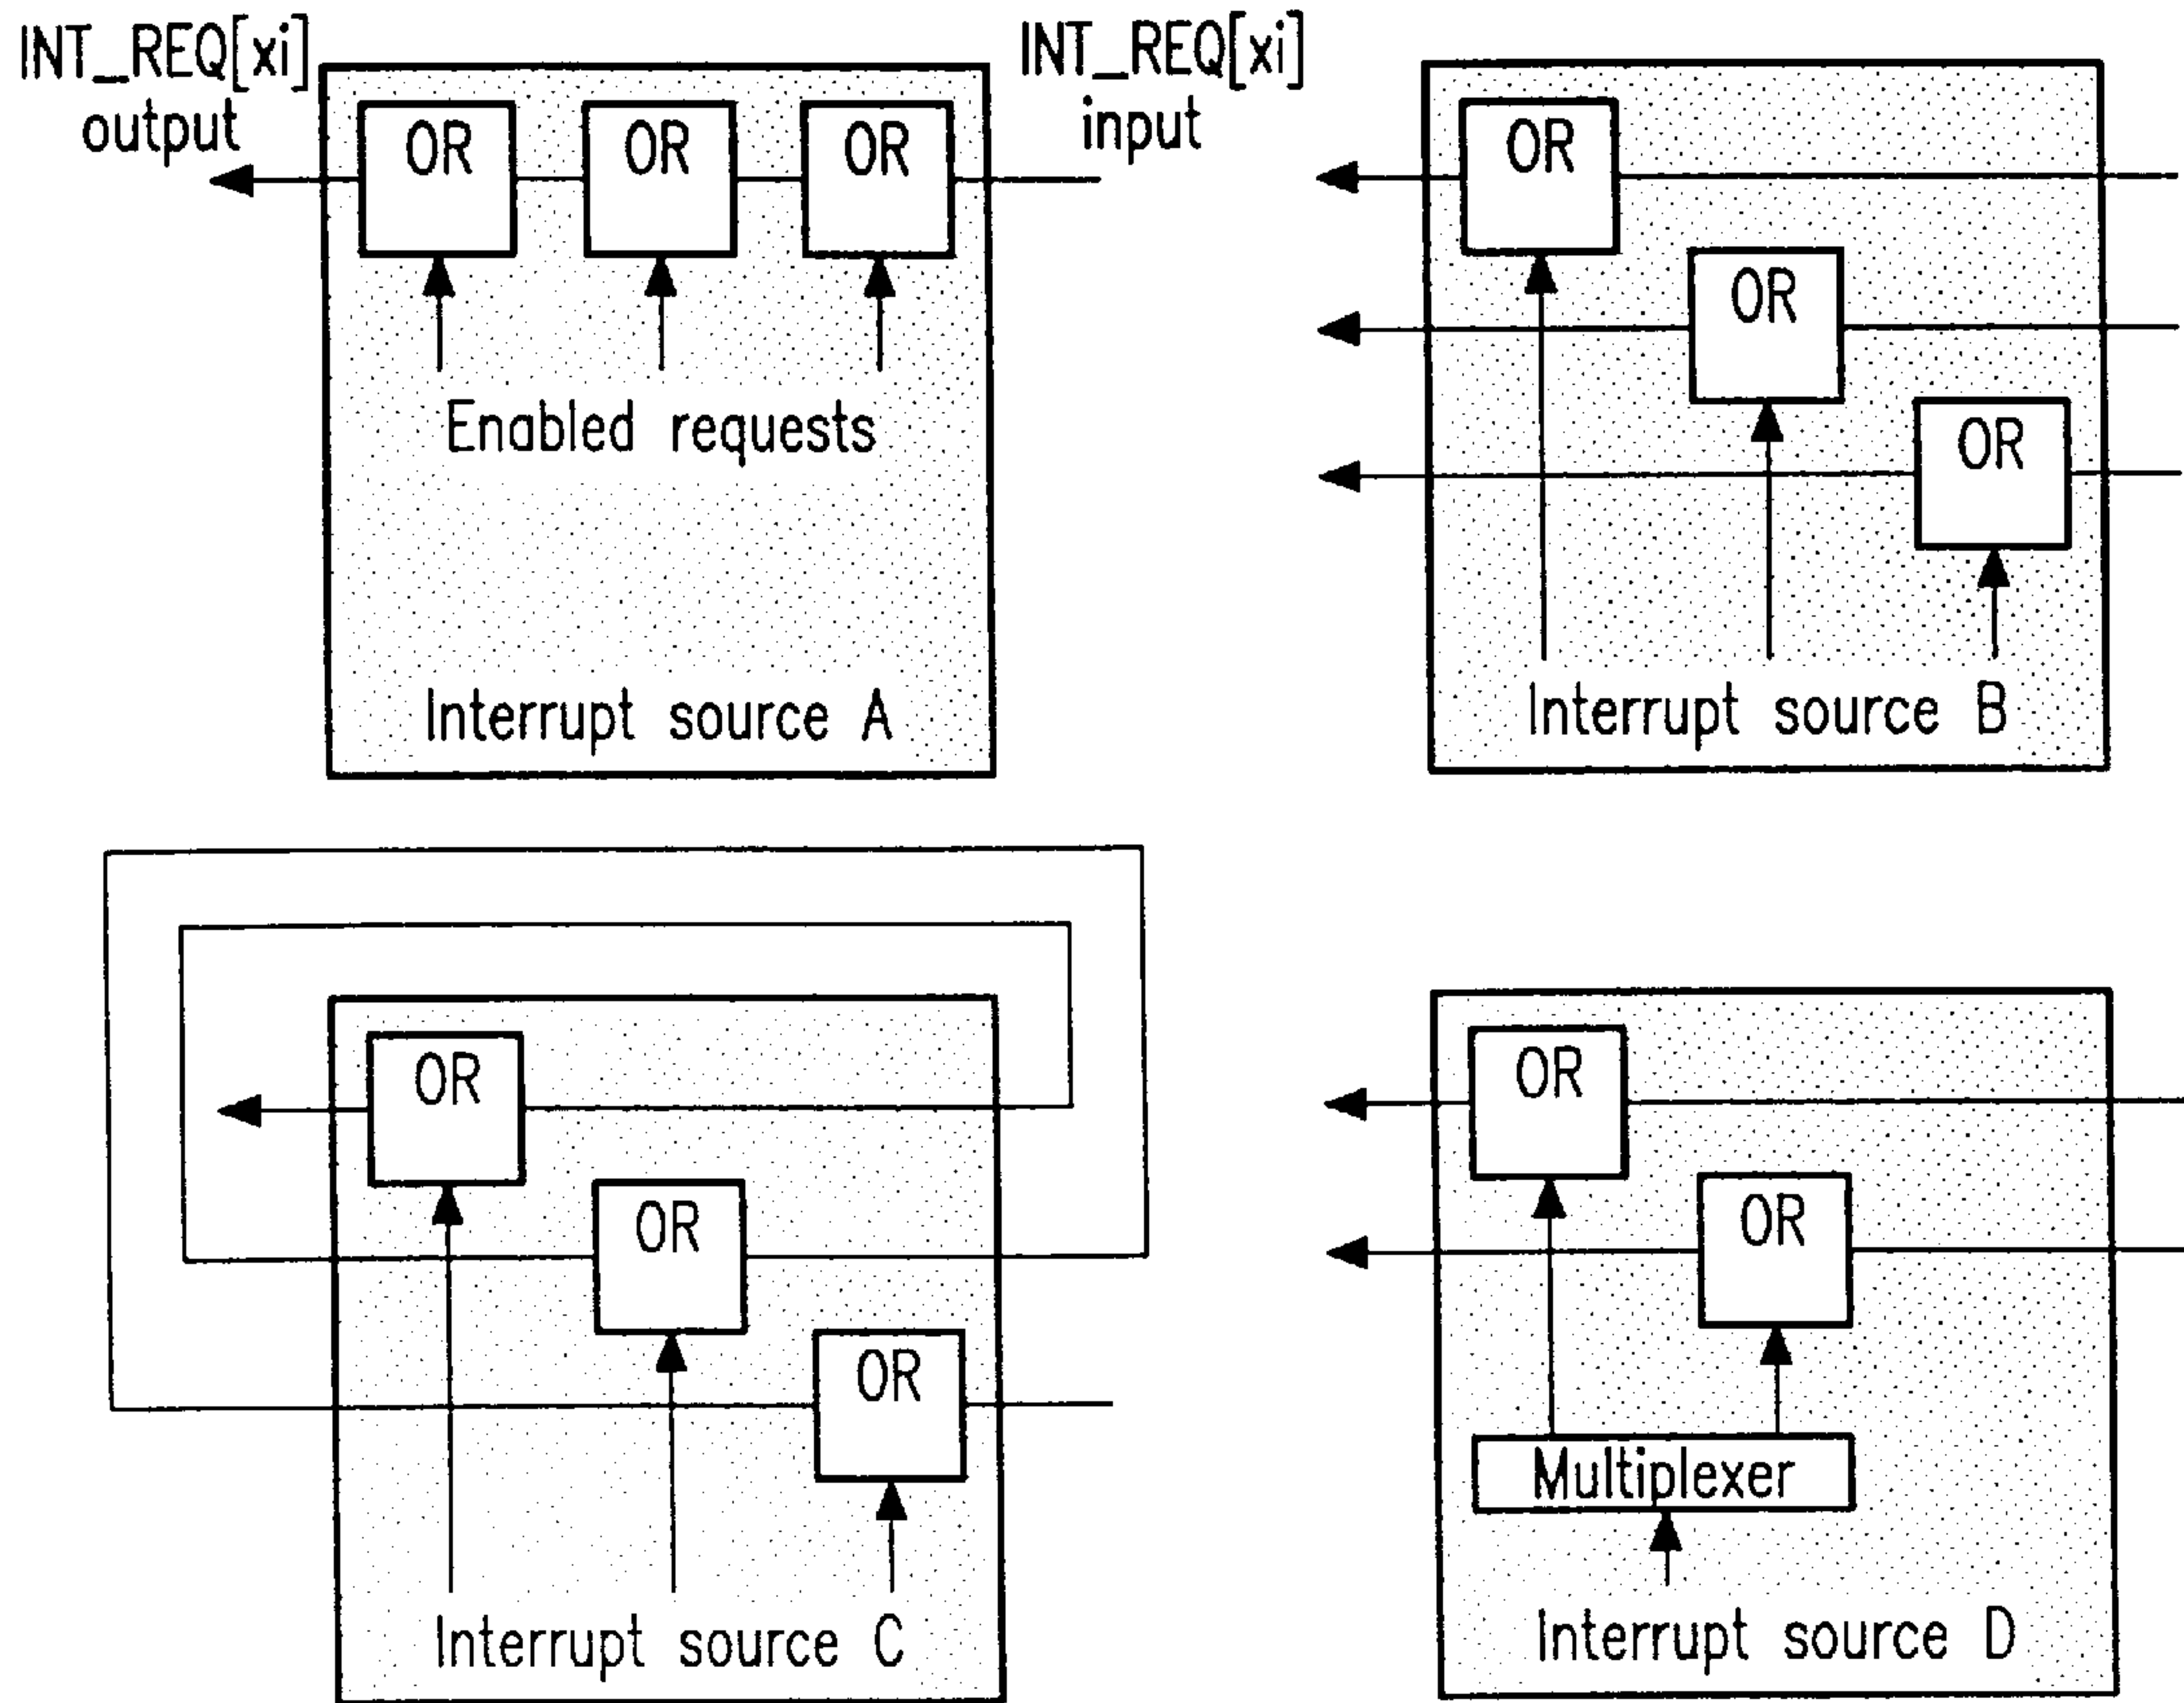 INT_REQ[xi]
output
INT_REQ[xi]
input
OR
OR
OR
Enabled requests
Interrupt source A
OR
OR
OR
Interrupt source B
OR
OR
OR
Interrupt source C
OR
OR
Multiplexer
Interrupt source D